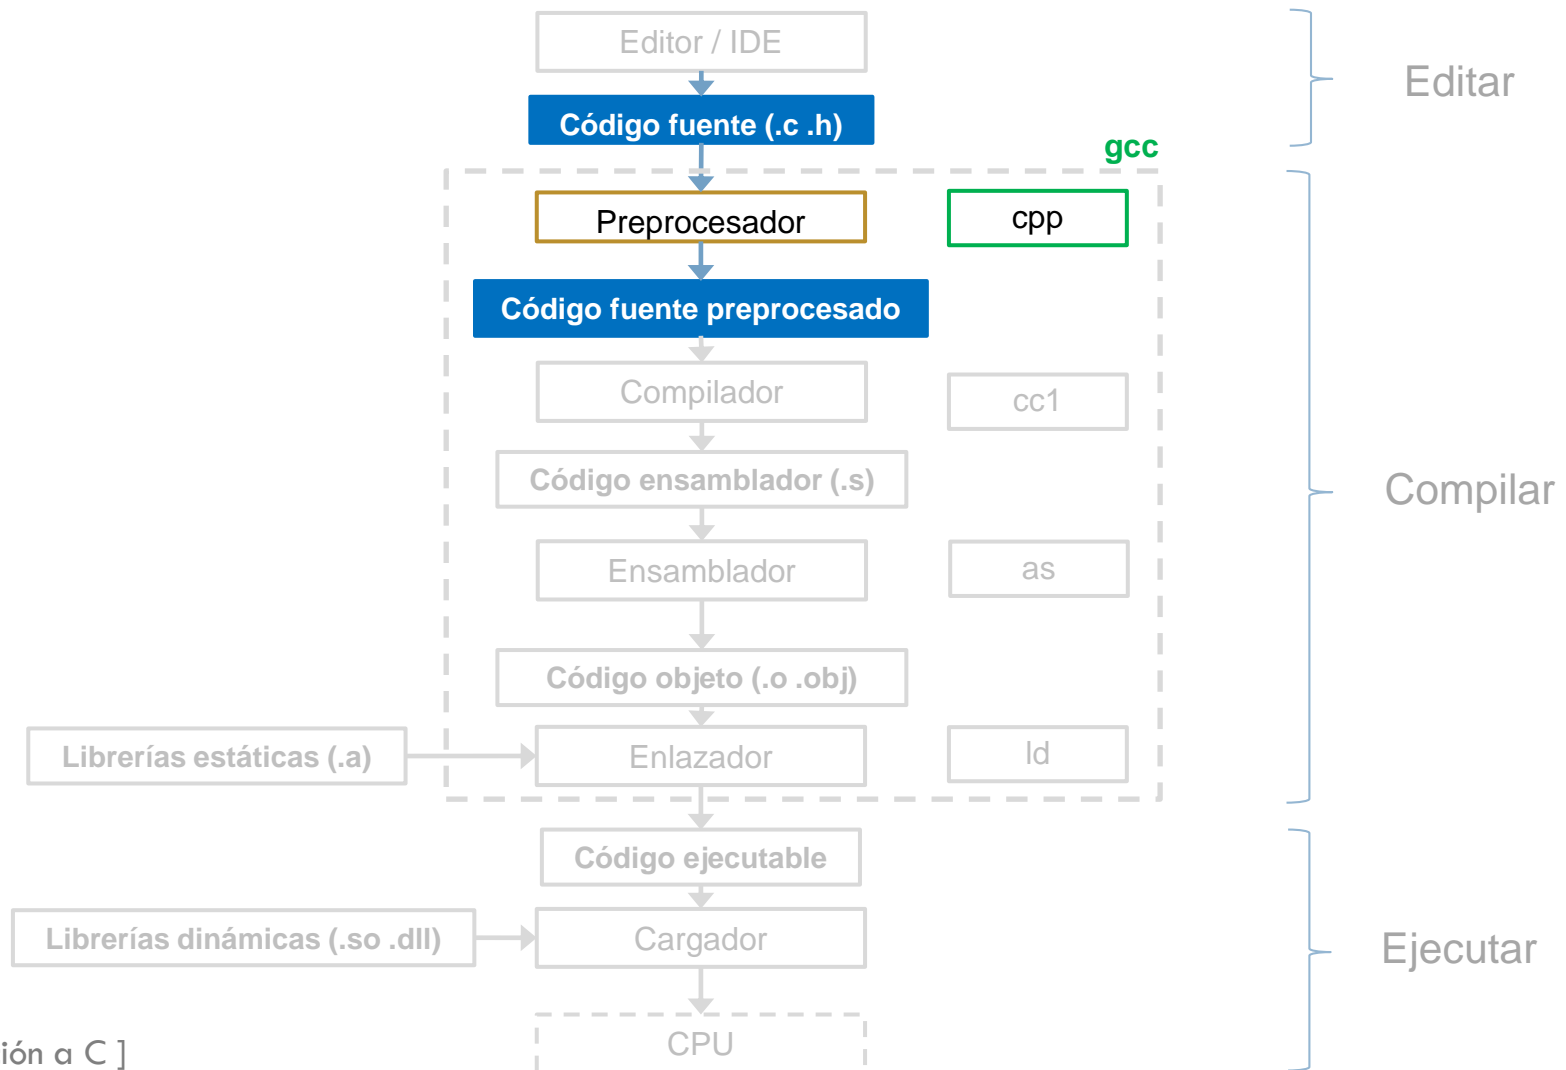 Editor / IDE
Editar
Código fuente (.c .h)
gcc
Preprocesador
cpp
Código fuente preprocesado
Compilador
cc1
Código ensamblador (.s)
Compilar
Ensamblador
as
Código objeto (.o .obj)
Librerías estáticas (.a)
Enlazador
ld
Código ejecutable
Librerías dinámicas (.so .dll)
Cargador
Ejecutar
CPU
ión a C ]